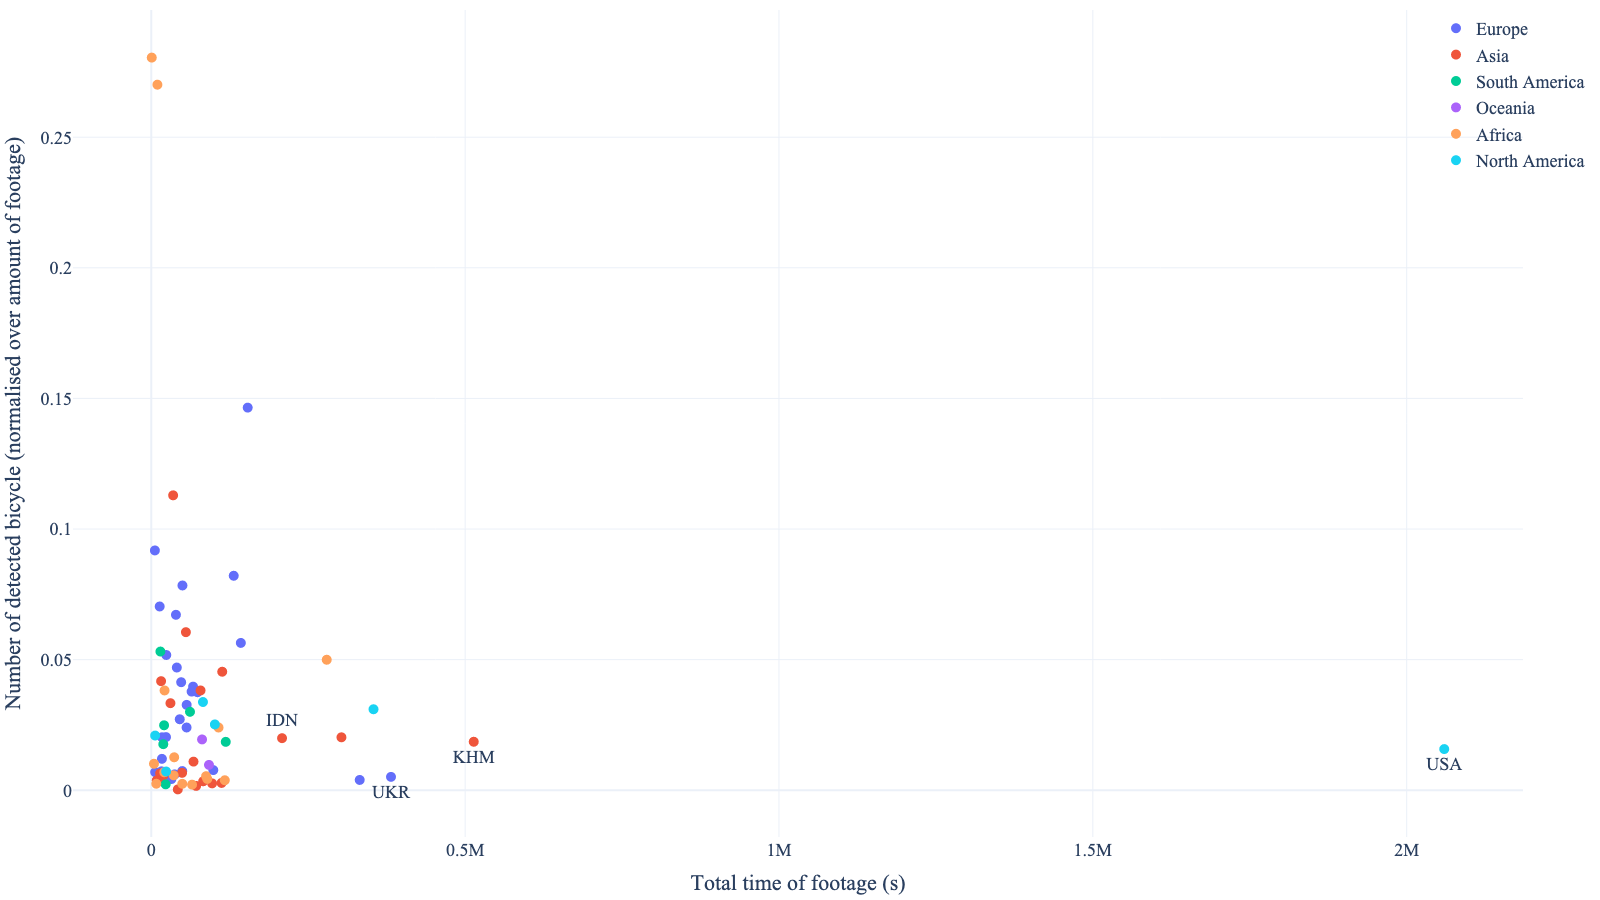 Europe
Asia
South America
Oceania
Africa
North America
Number of detected bicycle (normalised over amount of footage)
0.25
0.2
0.15
0.1
0.05
0
IDN
KHM
UKR
USA
0
0.5M
1M
1.5M
2M
Total time of footage (s)